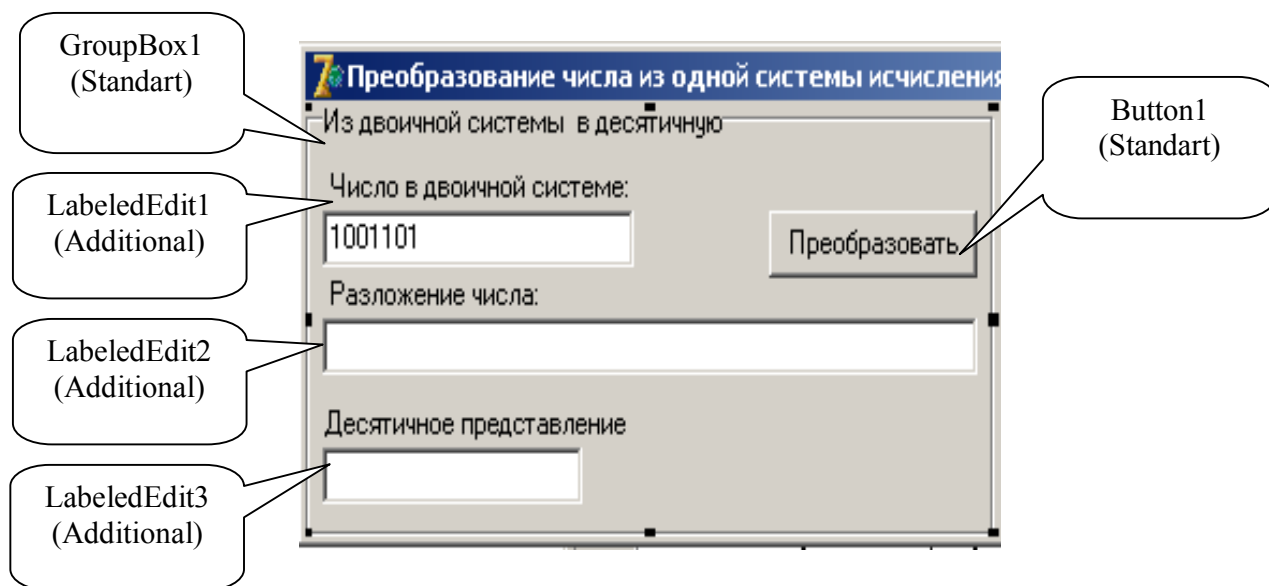 GroupBox1
(Standart)
LabeledEdit1
(Additional)
LabeledEdit2
(Additional)
LabeledEdit3
(Additional)
Преобразование числа из одной системы исчисления
Из двоичной системы в десятичную
Число в двоичной системе:
1001101
Преобразовать
Разложение числа:
Десятичное представление
Button1
(Standart)